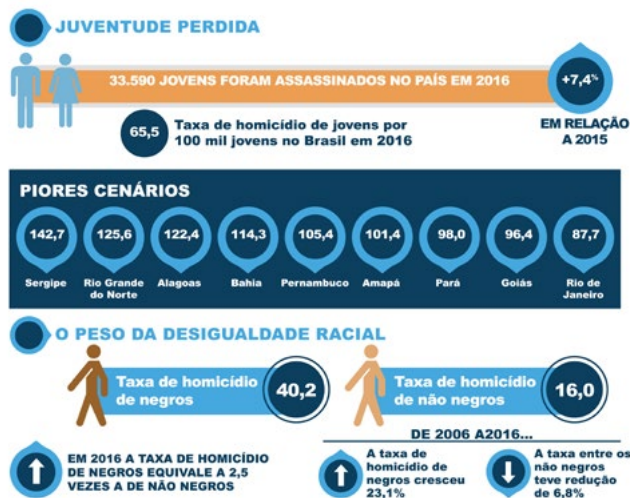 JUVENTUDE PERDIDA
33.590 JOVENS FORAM ASSASSINADOS NO PAÍS EM 2016
+7,4%
EM RELAÇÃO
A 2015
65,5
Taxa de homicídio de jovens por
100 mil jovens no Brasil em 2016
PIORES CENÁRIOS
142,7
125,6
122,4
114,3
105,4
101,4
98,0
96,4
87,7
Sergipe
Rio Grande
do Norte
Alagoas
Bahia
Pernambuco
Amapá
Pará
Goiás
Rio de
Janeiro
O PESO DA DESIGUALDADE RACIAL
Taxa de homicídio
de negros
40,2
Taxa de homicídio
de não negros
16,0
EM 2016 A TAXA DE HOMICÍDIO
DE NEGROS EQUIVALE A 2,5
VEZES A DE NÃO NEGROS
DE 2006 A2016...
A taxa de
homicídio de
negros cresceu
23,1%
A taxa entre os
não negros
teve redução
de 6,8%